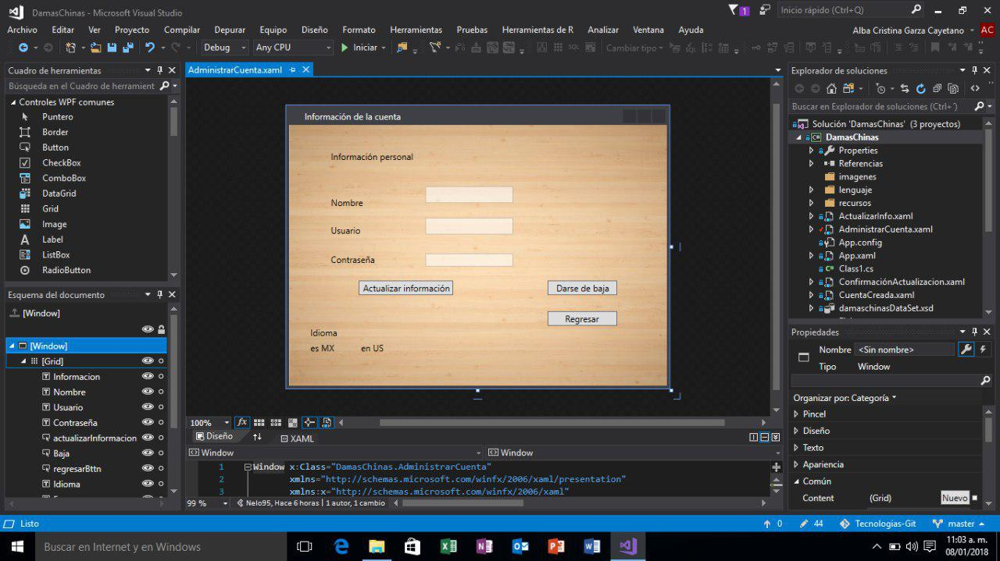 DamasChinas - Microsoft Visual Studio
1
Inicio rápido (Ctrl+Q)
Archivo Editar Ver Proyecto Compilar Depurar Equipo Diseño Formato Herramientas Pruebas Herramientas de R Analizar Ventana Ayuda
Alba Cristina Garza Cayetano AC
Debug Any CPU Iniciar SQL Cambiar tipo SQL
Cuadro de herramientas
Búsqueda en el Cuadro de herramient
Controles WPF comunes
Puntero
Border
Button
CheckBox
ComboBox
DataGrid
Grid
Image
Label
ListBox
RadioButton
Esquema del documento
[Window]
[Window]
[Grid]
Informacion
Nombre
Usuario
Contraseña
actualizarInformacion
Baja
regresarBttn
Idioma
AdministrarCuenta.xaml
Información de la cuenta
Información personal
Nombre
Usuario
Contraseña
Actualizar información Darse de baja
Regresar
Idioma
es MX en US
100% fx
Diseño XAML
Window Window
1 Window x:Class="DamasChinas.AdministrarCuenta"
2 xmlns="http://schemas.microsoft.com/winfx/2006/xaml/presentation"
3 xmlns:x="http://schemas.microsoft.com/winfx/2006/xaml"
99 % Nelo95, Hace 6 horas | 1 autor, 1 cambio
Explorador de soluciones
Buscar en Explorador de soluciones (Ctrl+´)
Solución 'DamasChinas' (3 proyectos)
C# DamasChinas
Properties
Referencias
imagenes
lenguaje
recursos
ActualizarInfo.xaml
AdministrarCuenta.xaml
App.config
App.xaml
C# Class1.cs
ConfirmaciónActualizacion.xaml
CuentaCreada.xaml
damaschinasDataSet.xsd
Propiedades
Nombre <Sin nombre>
Tipo Window
Organizar por: Categoría
Pincel
Diseño
Texto
Apariencia
Común
Content (Grid) Nuevo
Listo 0 44 Tecnologias-Git master
Buscar en Internet y en Windows
11:03 a. m.
08/01/2018